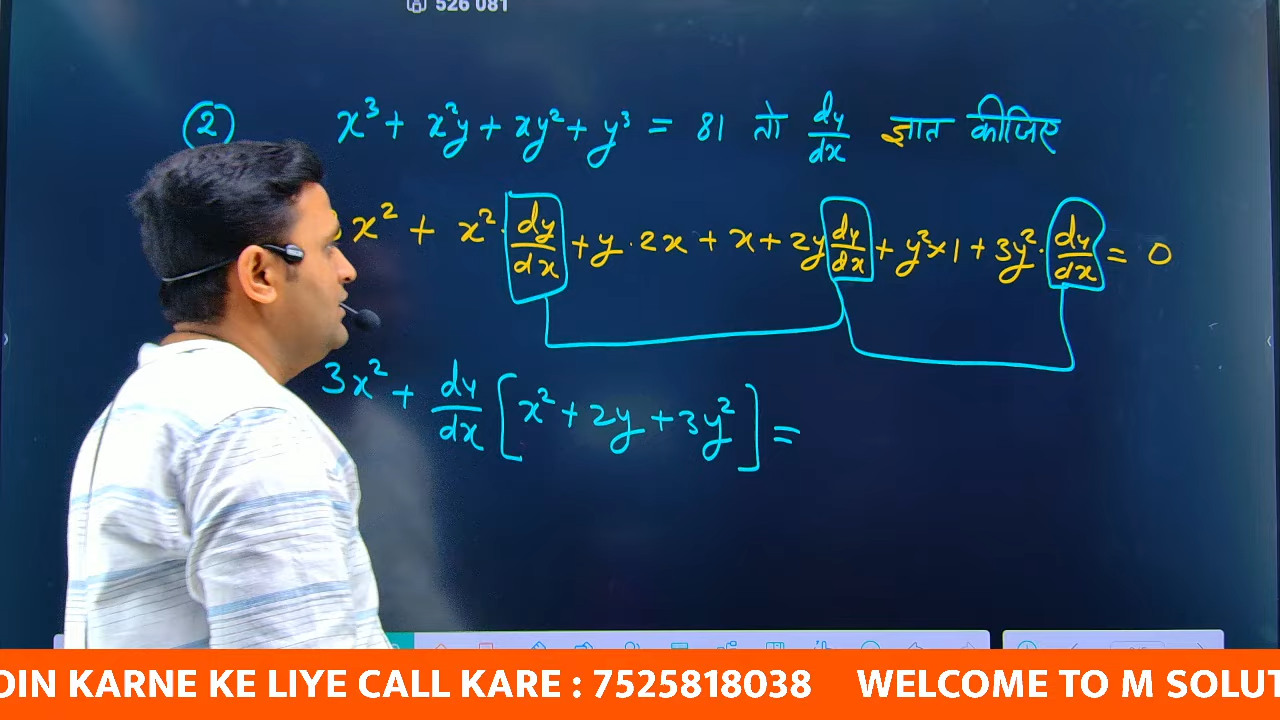 526 081
(2) x³ + x²y + xy² + y³ = 81 तो dy/dx ज्ञात कीजिए
x² + x² · dy/dx + y · 2x + x + 2y dy/dx + y² × 1 + 3y² · dy/dx = 0
3x² + dy/dx [x² + 2y + 3y²] =
OIN KARNE KE LIYE CALL KARE : 7525818038 WELCOME TO M SOLUT